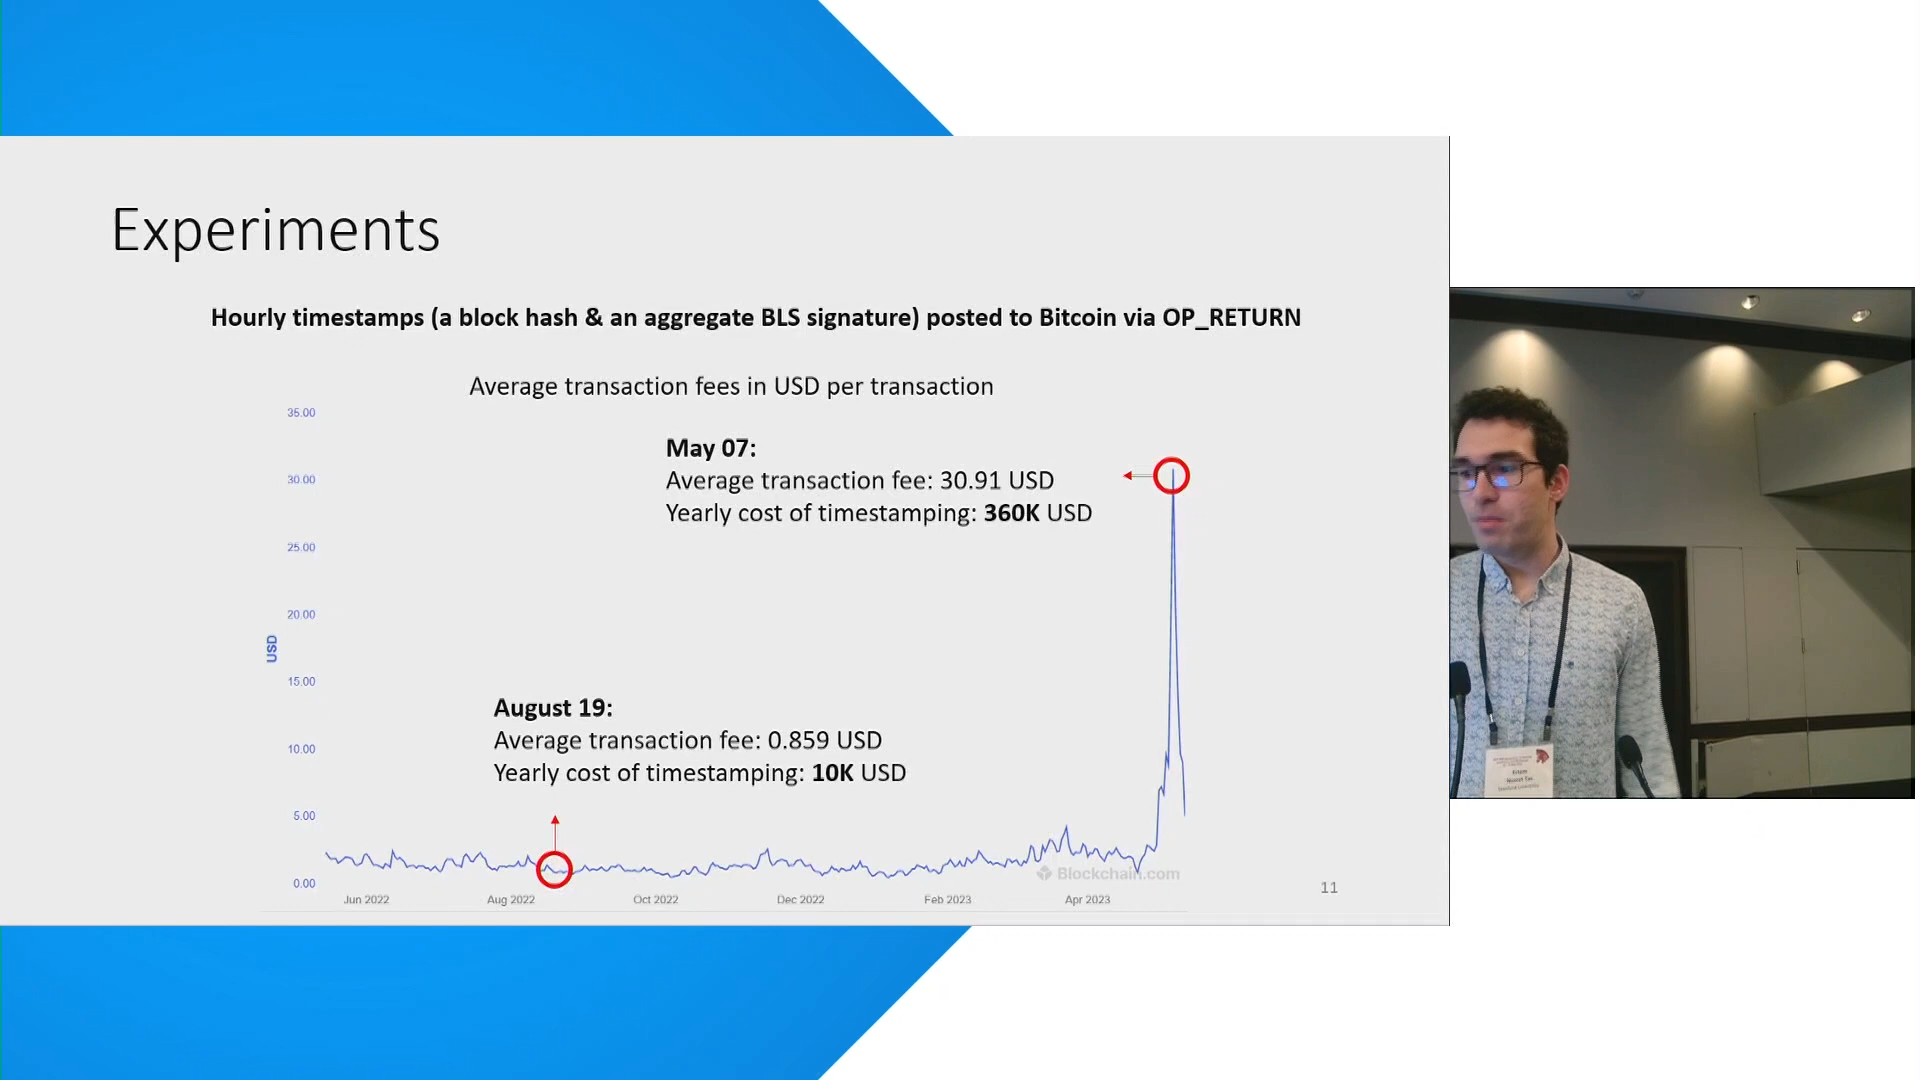 Experiments
Hourly timestamps (a block hash & an aggregate BLS signature) posted to Bitcoin via OP_RETURN
Average transaction fees in USD per transaction
35.00
May 07:
Average transaction fee: 30.91 USD
Yearly cost of timestamping: 360K USD
30.00
25.00
20.00
USD
15.00
August 19:
Average transaction fee: 0.859 USD
Yearly cost of timestamping: 10K USD
10.00
5.00
0.00
Blockchain.com
Jun 2022
Aug 2022
Oct 2022
Dec 2022
Feb 2023
Apr 2023
11